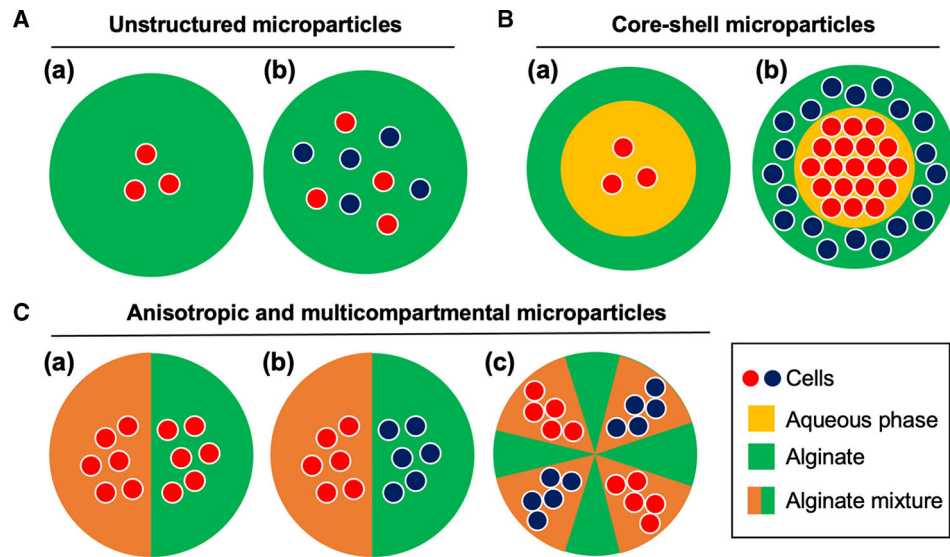 A
Unstructured microparticles
(a)
(b)
B
Core-shell microparticles
(a)
(b)
C
Anisotropic and multicompartmental microparticles
(a)
(b)
(c)
Cells
Aqueous phase
Alginate
Alginate mixture